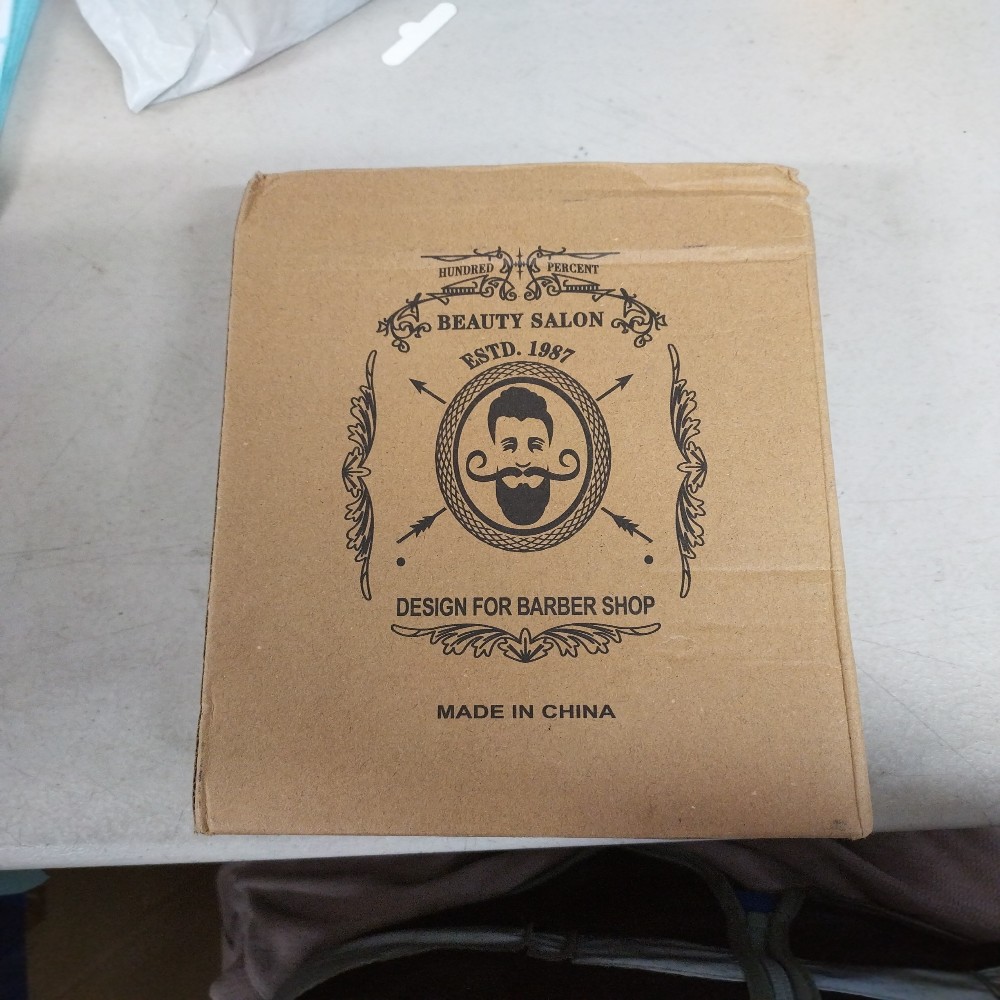 HUNDRED PERCENT
BEAUTY SALON
ESTD. 1987
DESIGN FOR BARBER SHOP
MADE IN CHINA